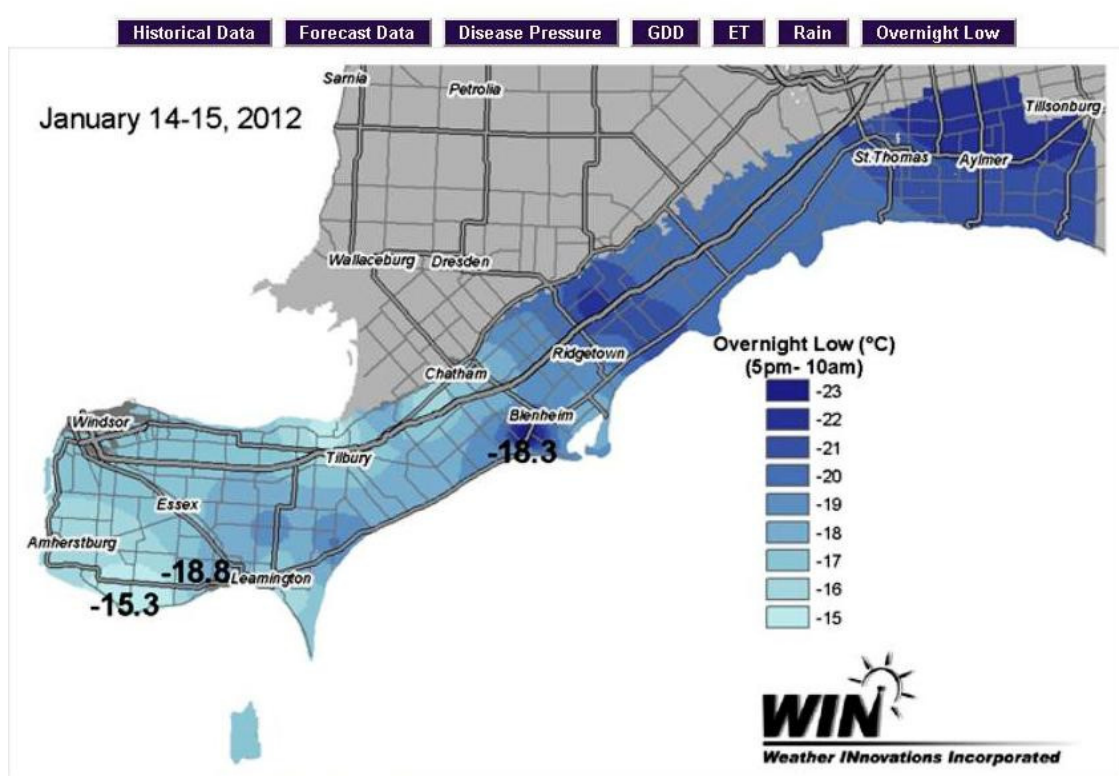 Historical Data Forecast Data Disease Pressure GDD ET Rain Overnight Low
January 14-15, 2012
Sarnia
Petrolia
Tillsonburg
St.Thomas
Aylmer
Wallaceburg
Dresden
Ridgetown
Chatham
Blenheim
-18.3
Windsor
Tilbury
Essex
Amherstburg
-18.8
Leamington
-15.3
Overnight Low (°C)
(5pm- 10am)
-23
-22
-21
-20
-19
-18
-17
-16
-15
WIN
Weather INnovations Incorporated